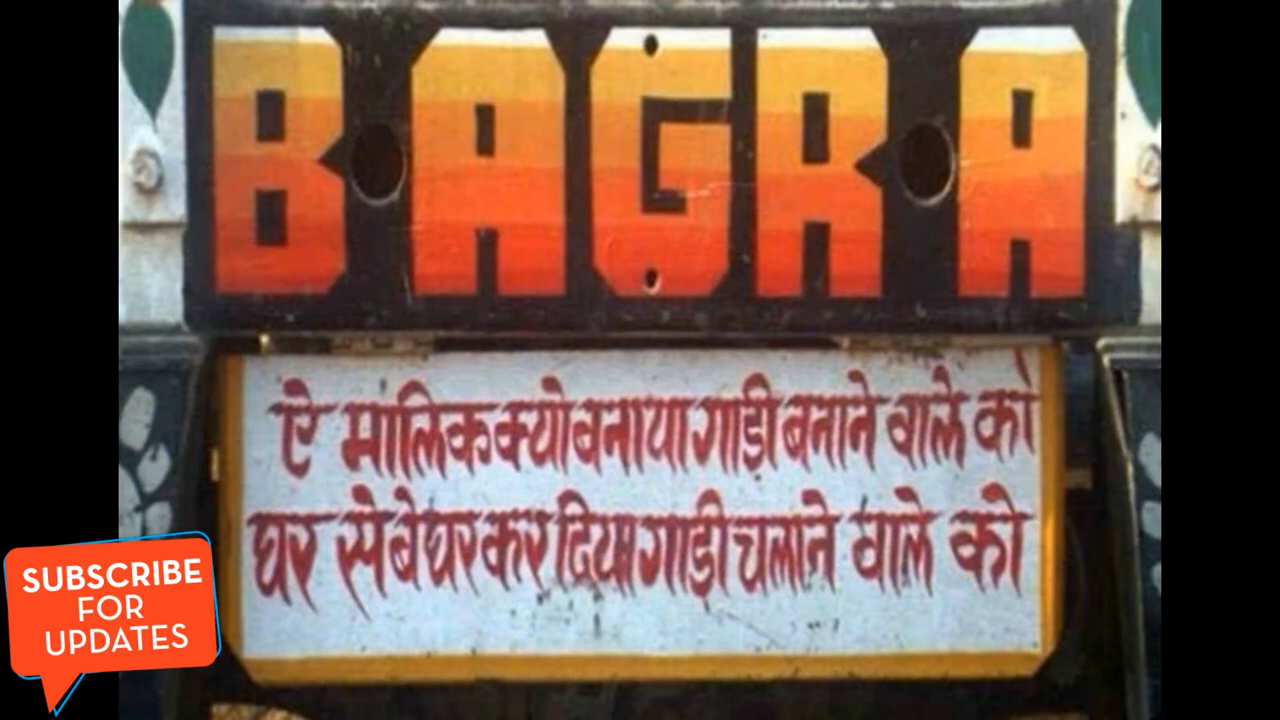 BAGRA
ऐ मालिक क्यो बनाया गाड़ी बनाने वाले को
घर से बेघर कर दिया गाड़ी चलाने वाले को
SUBSCRIBE
FOR
UPDATES